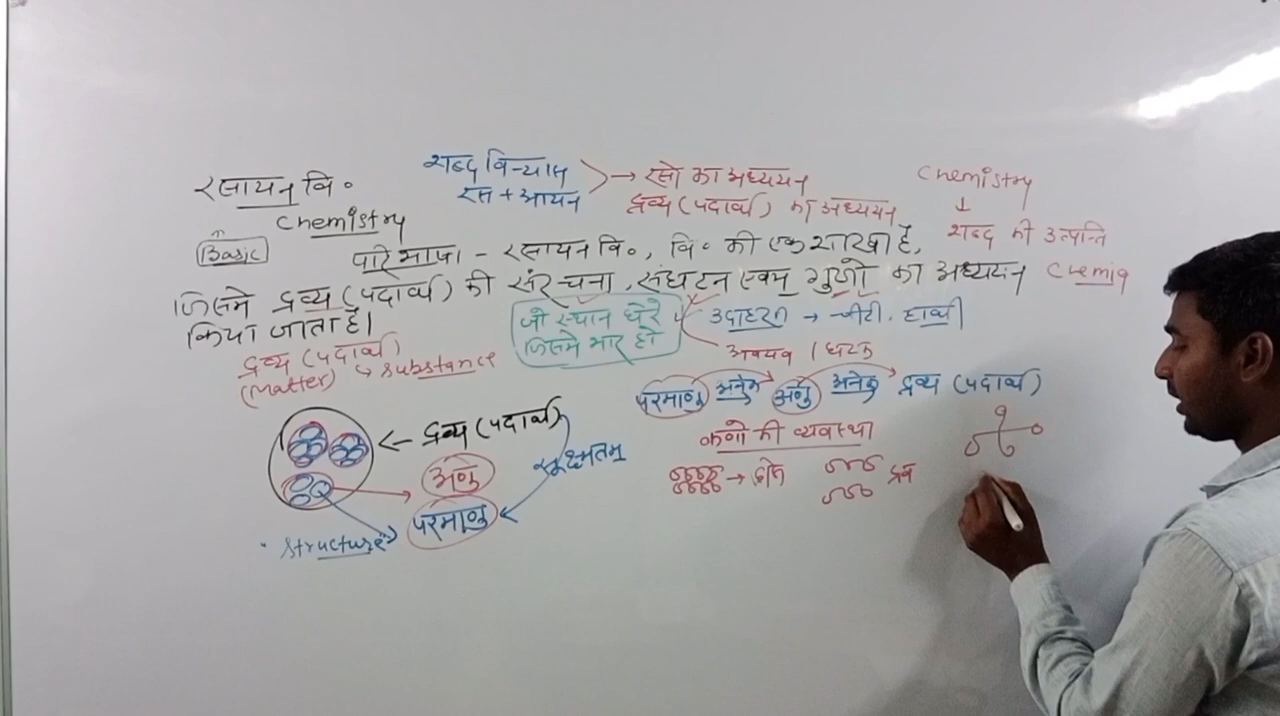 रसायन वि॰
Chemistry
Basic
शब्द विन्यास
रस + आयन
→ रसो का अध्ययन
द्रव्य (पदार्थ) का अध्ययन
Chemistry
↓
शब्द की उत्पत्ति
Chemia
परिभाषा - रसायन वि॰, वि॰ की एक शाखा है,
जिसमे द्रव्य (पदार्थ) की संरचना, संघटन एवम् गुणो का अध्ययन
किया जाता है।
जो स्थान घेरे
जिसमे भार हो
उदाहरन → चीटी, हाथी
अवयव / घटक
द्रव्य (पदार्थ)
(Matter) ↳ Substance
परमाणु अनेक अणु अनेक द्रव्य (पदार्थ)
← द्रव्य (पदार्थ)
अणु
परमाणु
सूक्ष्मतम्
Structure
कणो की व्यवस्था
→ ठोस
द्रव